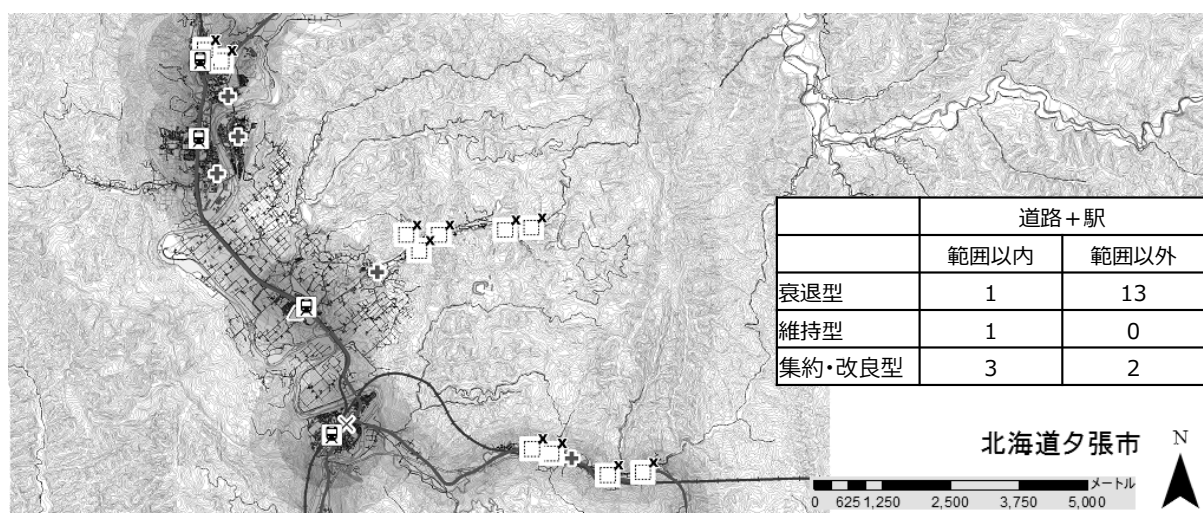 道路+駅
範囲以内 範囲以外
衰退型 1 13
維持型 1 0
集約・改良型 3 2
北海道夕張市 N
メートル
0 625 1,250 2,500 3,750 5,000